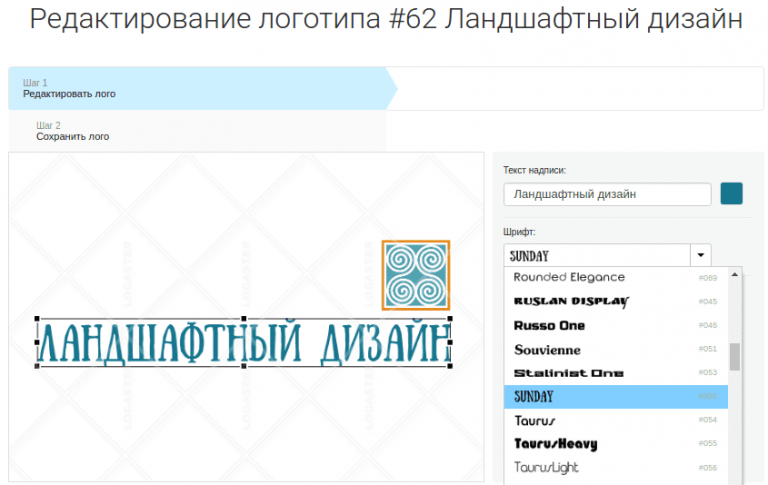 Редактирование логотипа #62 Ландшафтный дизайн
Шаг 1
Редактировать лого
Шаг 2
Сохранить лого
ЛАНДШАФТНЫЙ ДИЗАЙН
Текст надписи:
Ландшафтный дизайн
Шрифт:
SUNDAY
Rounded Elegance #089
RUSLAN DISPLAY #045
Russo One #046
Souvienne #051
Stalinist One #053
SUNDAY
Taurus #054
TaurusHeavy #055
TaurusLight #056